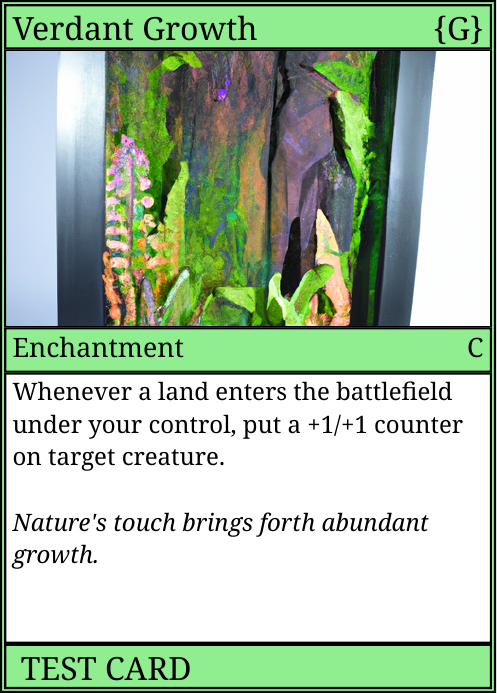 Verdant Growth {G}
Enchantment C
Whenever a land enters the battlefield
under your control, put a +1/+1 counter
on target creature.
Nature's touch brings forth abundant
growth.
TEST CARD